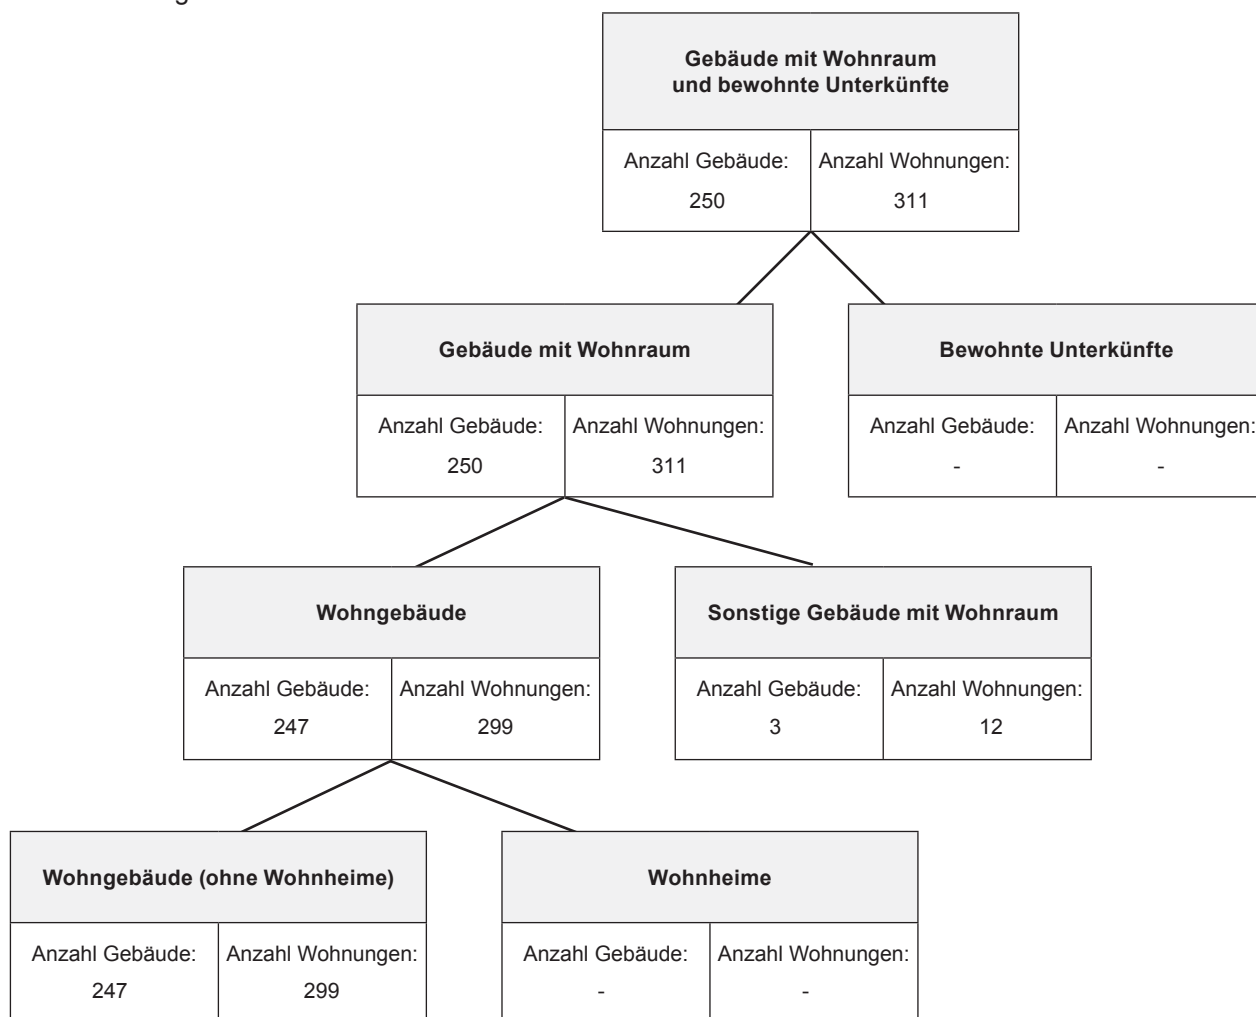 Gebäude mit Wohnraum
und bewohnte Unterkünfte
Anzahl Gebäude: Anzahl Wohnungen:
250 311
Gebäude mit Wohnraum
Bewohnte Unterkünfte
Anzahl Gebäude: Anzahl Wohnungen:
250 311
Anzahl Gebäude: Anzahl Wohnungen:
- -
Wohngebäude
Sonstige Gebäude mit Wohnraum
Anzahl Gebäude: Anzahl Wohnungen:
247 299
Anzahl Gebäude: Anzahl Wohnungen:
3 12
Wohngebäude (ohne Wohnheime)
Wohnheime
Anzahl Gebäude: Anzahl Wohnungen:
247 299
Anzahl Gebäude: Anzahl Wohnungen:
- -